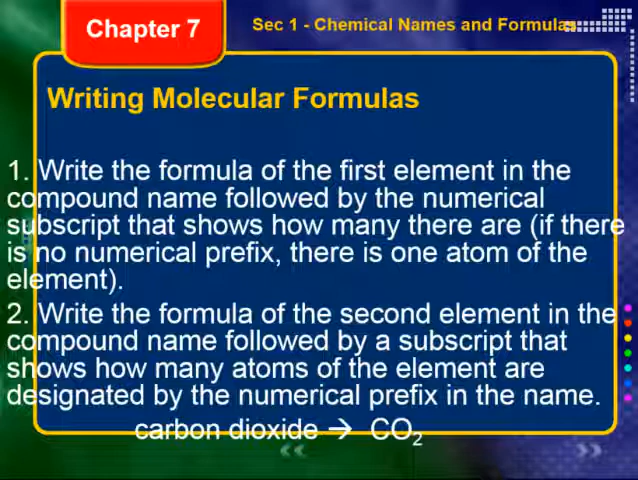 Chapter 7
Sec 1 - Chemical Names and Formulas
Writing Molecular Formulas
1. Write the formula of the first element in the
compound name followed by the numerical
subscript that shows how many there are (if there
is no numerical prefix, there is one atom of the
element).
2. Write the formula of the second element in the
compound name followed by a subscript that
shows how many atoms of the element are
designated by the numerical prefix in the name.
carbon dioxide → CO₂